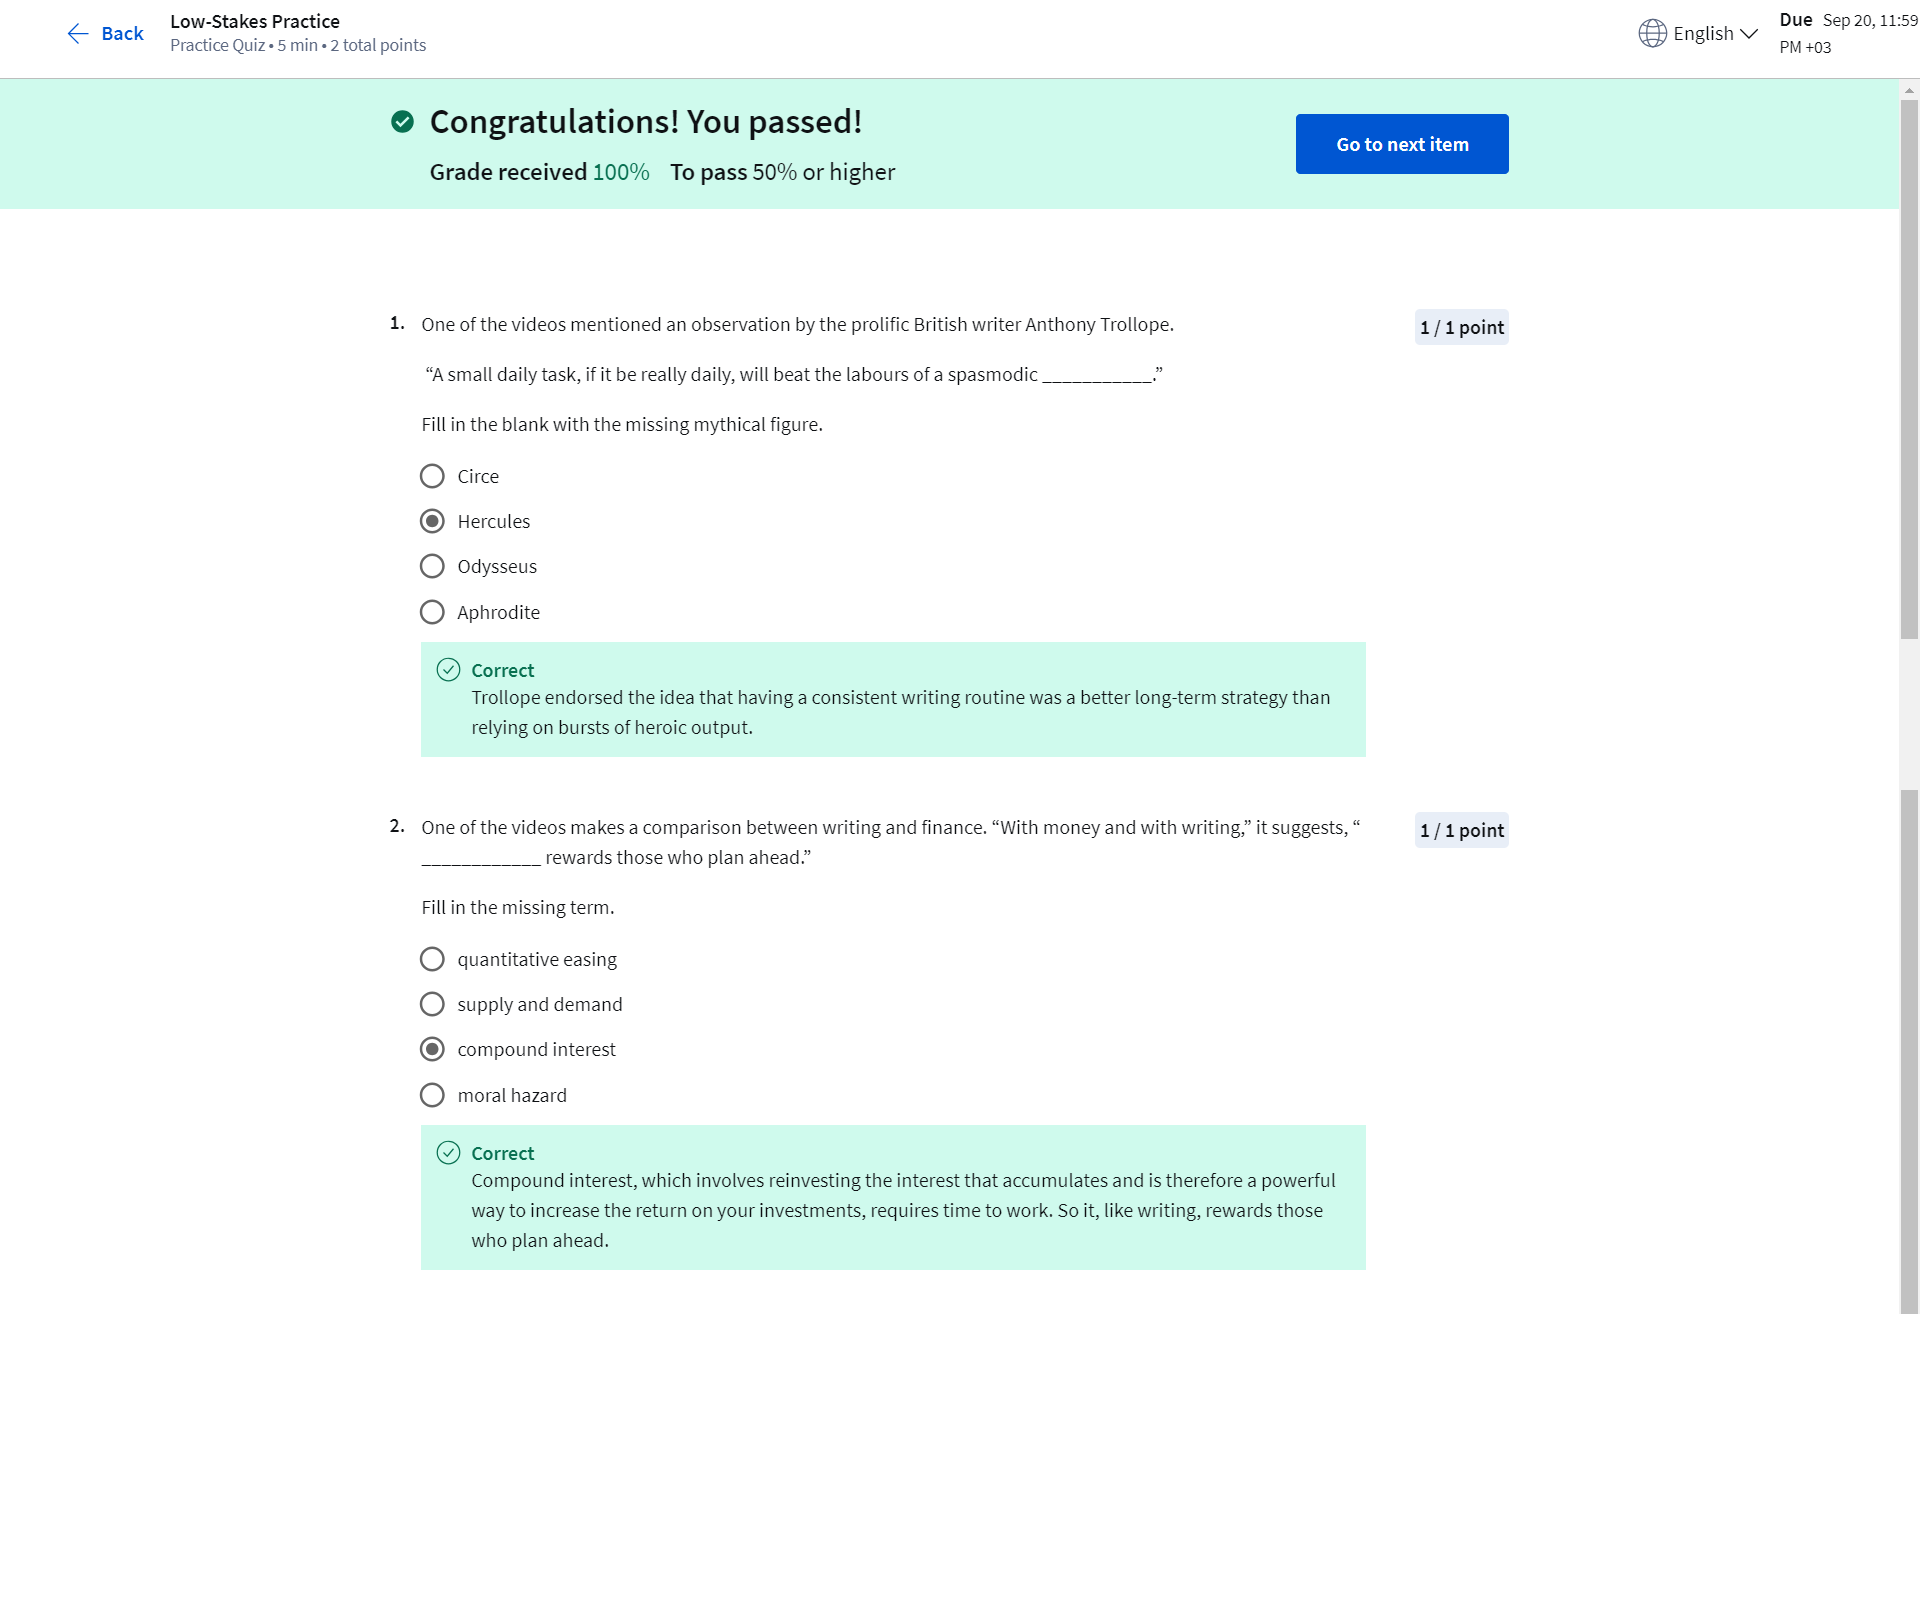 Back
Low-Stakes Practice
Practice Quiz • 5 min • 2 total points
English
Due Sep 20, 11:59
PM +03
Congratulations! You passed!
Grade received 100% To pass 50% or higher
Go to next item
1. One of the videos mentioned an observation by the prolific British writer Anthony Trollope.
1 / 1 point
“A small daily task, if it be really daily, will beat the labours of a spasmodic ___________.”
Fill in the blank with the missing mythical figure.
Circe
Hercules
Odysseus
Aphrodite
Correct
Trollope endorsed the idea that having a consistent writing routine was a better long-term strategy than
relying on bursts of heroic output.
2. One of the videos makes a comparison between writing and finance. “With money and with writing,” it suggests, “
____________ rewards those who plan ahead.”
1 / 1 point
Fill in the missing term.
quantitative easing
supply and demand
compound interest
moral hazard
Correct
Compound interest, which involves reinvesting the interest that accumulates and is therefore a powerful
way to increase the return on your investments, requires time to work. So it, like writing, rewards those
who plan ahead.